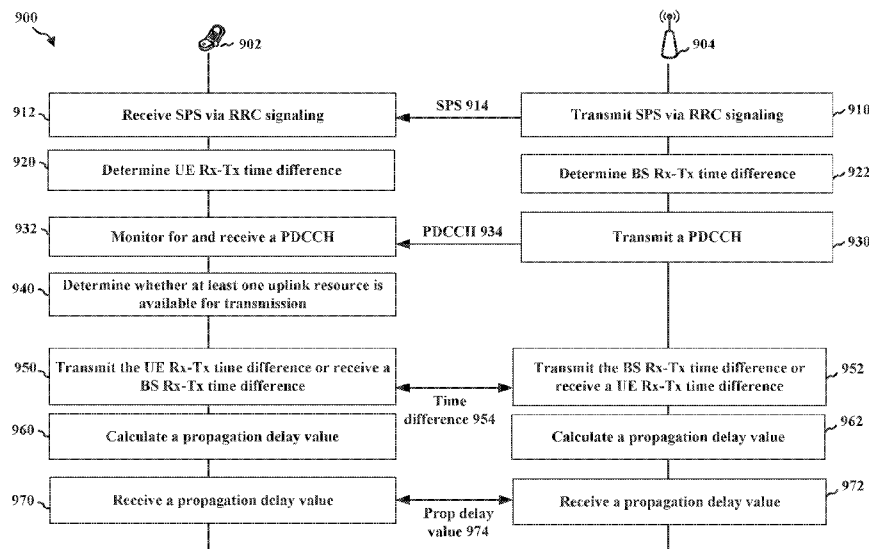 900
902
904
912
Receive SPS via RRC signaling
SPS 914
Transmit SPS via RRC signaling
910
920
Determine UE Rx-Tx time difference
Determine BS Rx-Tx time difference
922
932
Monitor for and receive a PDCCH
PDCCH 934
Transmit a PDCCH
930
940
Determine whether at least one uplink resource is
available for transmission
950
Transmit the UE Rx-Tx time difference or receive a
BS Rx-Tx time difference
Transmit the BS Rx-Tx time difference or
receive a UE Rx-Tx time difference
952
Time
difference 954
960
Calculate a propagation delay value
Calculate a propagation delay value
962
970
Receive a propagation delay value
Prop delay
value 974
Receive a propagation delay value
972